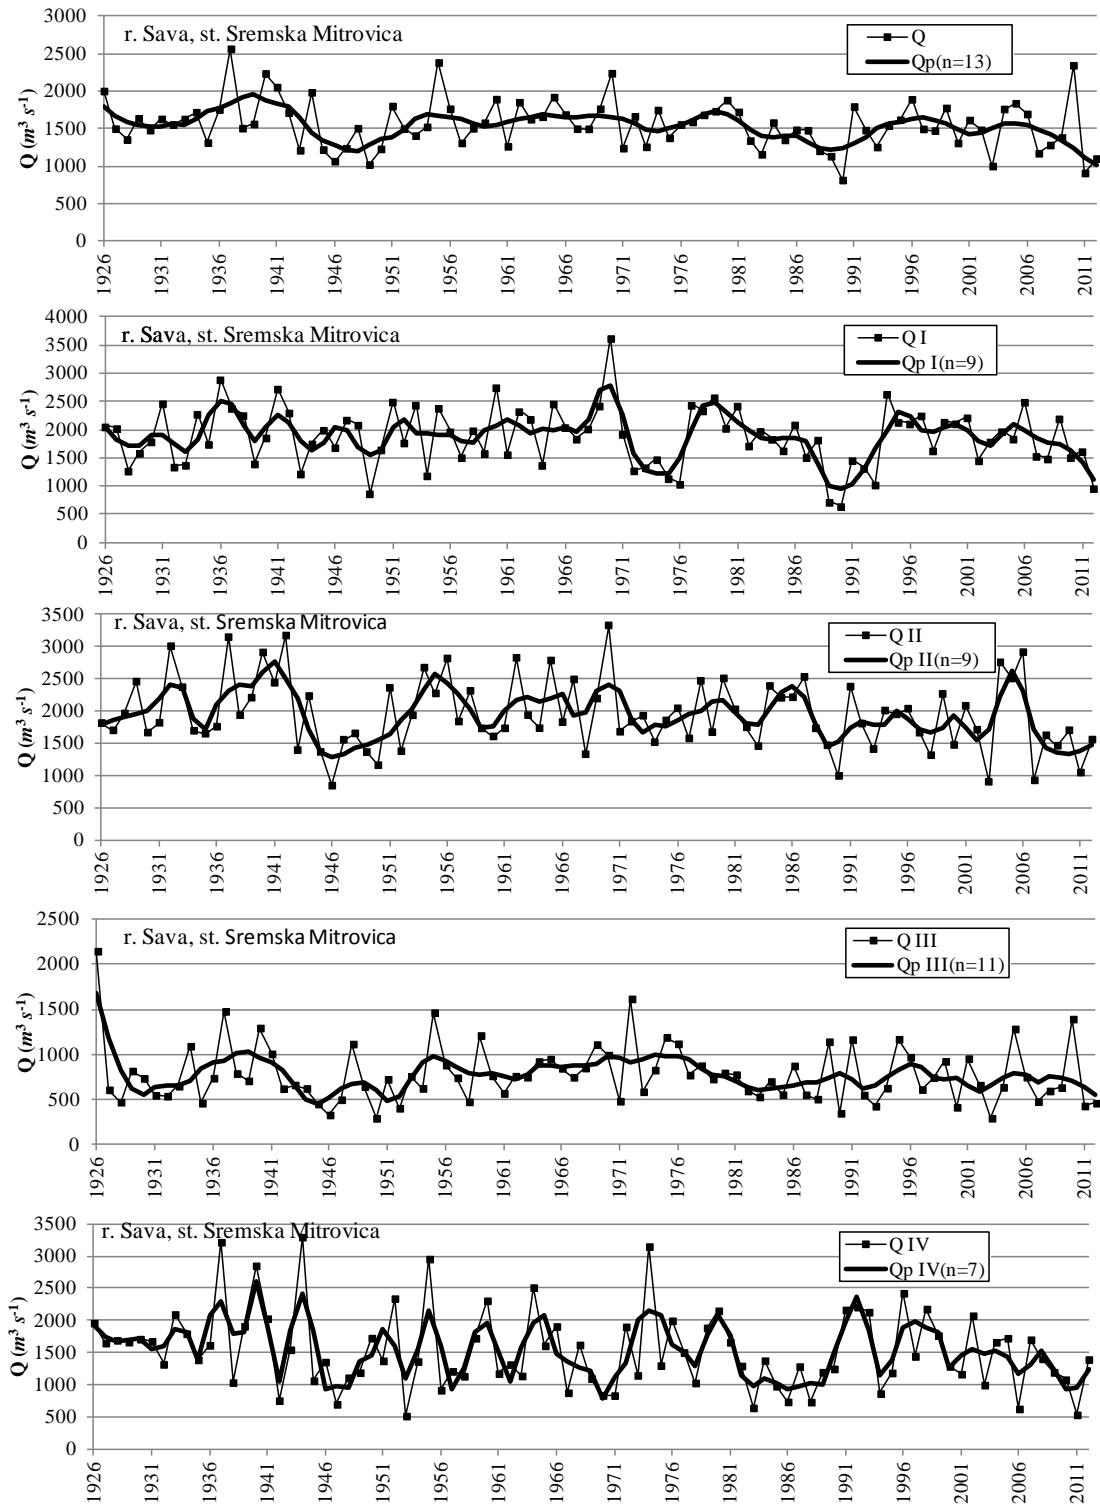 r. Sava, st. Sremska Mitrovica
Q
Qp(n=13)
Q (m³ s⁻¹)
3000
2500
2000
1500
1000
500
0
1926 1931 1936 1941 1946 1951 1956 1961 1966 1971 1976 1981 1986 1991 1996 2001 2006 2011
r. Sava, st. Sremska Mitrovica
Q I
Qp I(n=9)
Q (m³ s⁻¹)
4000
3500
3000
2500
2000
1500
1000
500
0
1926 1931 1936 1941 1946 1951 1956 1961 1966 1971 1976 1981 1986 1991 1996 2001 2006 2011
r. Sava, st. Sremska Mitrovica
Q II
Qp II(n=9)
Q (m³ s⁻¹)
3500
3000
2500
2000
1500
1000
500
0
1926 1931 1936 1941 1946 1951 1956 1961 1966 1971 1976 1981 1986 1991 1996 2001 2006 2011
r. Sava, st. Sremska Mitrovica
Q III
Qp III(n=11)
Q (m³ s⁻¹)
2500
2000
1500
1000
500
0
1926 1931 1936 1941 1946 1951 1956 1961 1966 1971 1976 1981 1986 1991 1996 2001 2006 2011
r. Sava, st. Sremska Mitrovica
Q IV
Qp IV(n=7)
Q (m³ s⁻¹)
3500
3000
2500
2000
1500
1000
500
0
1926 1931 1936 1941 1946 1951 1956 1961 1966 1971 1976 1981 1986 1991 1996 2001 2006 2011